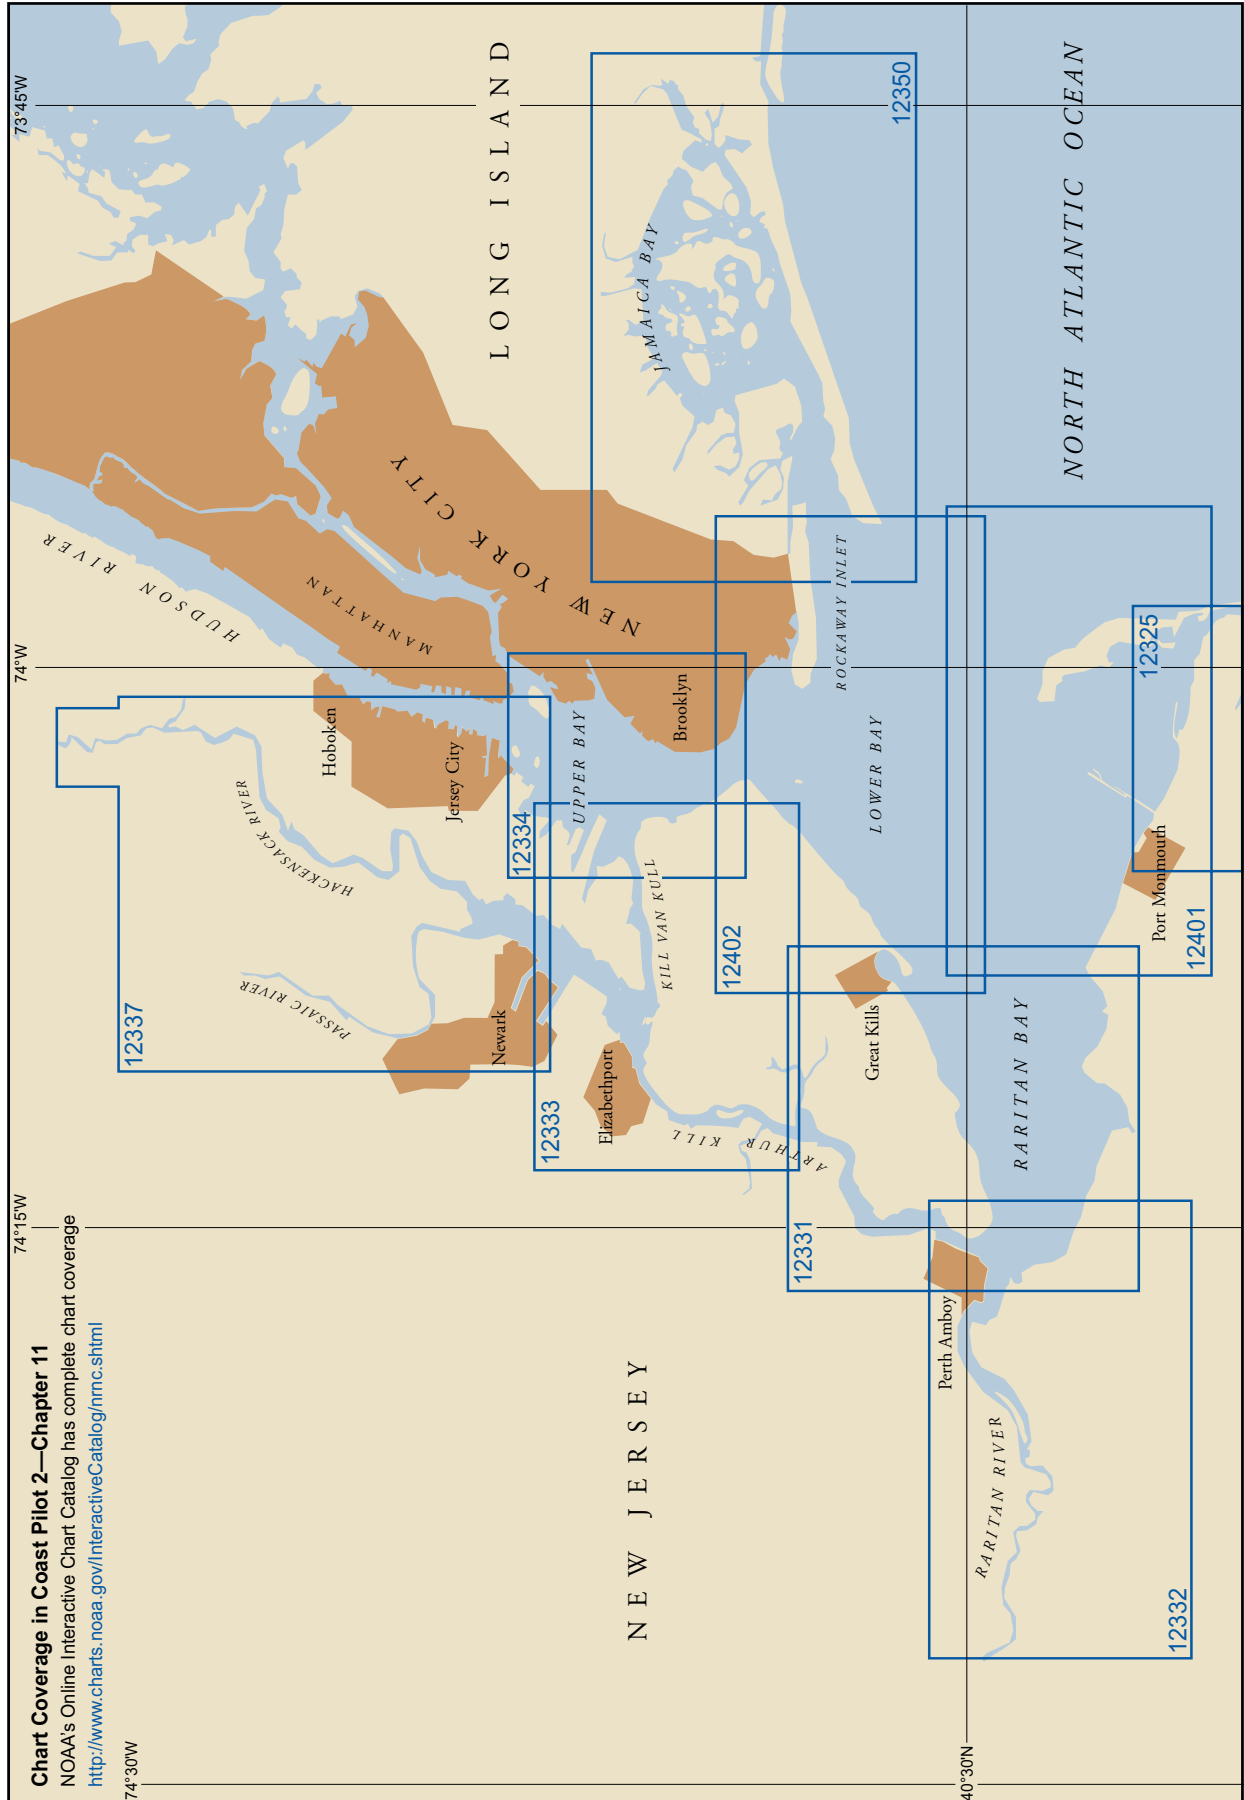 Chart Coverage in Coast Pilot 2—Chapter 11
NOAA's Online Interactive Chart Catalog has complete chart coverage
http://www.charts.noaa.gov/InteractiveCatalog/nrnc.shtml
74°30'W
74°15'W
74°W
73°45'W
40°30'N
12337
PASSAIC RIVER
HACKENSACK RIVER
HUDSON RIVER
MANHATTAN
Hoboken
Jersey City
NEW YORK CITY
LONG ISLAND
Newark
12334
12333
UPPER BAY
Elizabethport
KILL VAN KULL
Brooklyn
JAMAICA BAY
NEW JERSEY
ARTHUR KILL
12402
12331
Great Kills
LOWER BAY
ROCKAWAY INLET
12350
Perth Amboy
RARITAN RIVER
RARITAN BAY
NORTH ATLANTIC OCEAN
12332
12401
Port Monmouth
12325